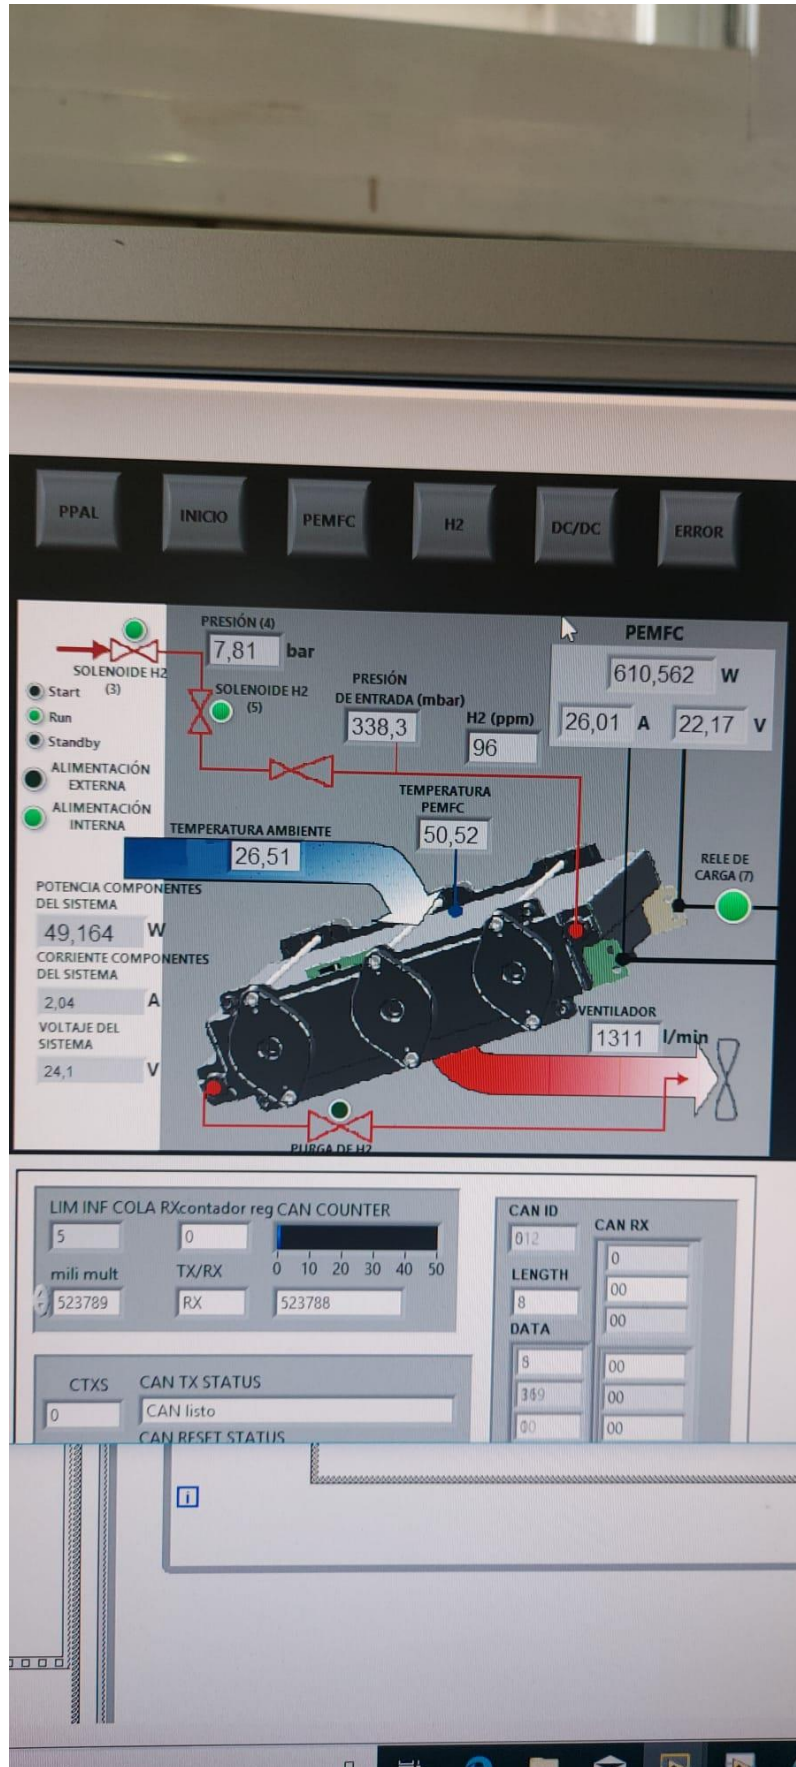 PPAL
INICIO
PEMFC
H2
DC/DC
ERROR
PRESIÓN (4)
7,81 bar
SOLENOIDE H2
(3)
SOLENOIDE H2
(5)
PRESIÓN
DE ENTRADA (mbar)
338,3
H2 (ppm)
96
PEMFC
610,562 W
26,01 A 22,17 V
Start
Run
Standby
ALIMENTACIÓN
EXTERNA
ALIMENTACIÓN
INTERNA
TEMPERATURA AMBIENTE
26,51
TEMPERATURA
PEMFC
50,52
RELE DE
CARGA (7)
POTENCIA COMPONENTES
DEL SISTEMA
49,164 W
CORRIENTE COMPONENTES
DEL SISTEMA
2,04 A
VOLTAJE DEL
SISTEMA
24,1 V
VENTILADOR
1311 l/min
PURGA DE H2
LIM INF COLA RX
5
contador reg
0
CAN COUNTER
0 10 20 30 40 50
mili mult
523789
TX/RX
RX
523788
CAN ID
LENGTH
8
DATA
00
CAN RX
0
00
00
00
00
00
CTXS
0
CAN TX STATUS
CAN listo
CAN RESET STATUS
i